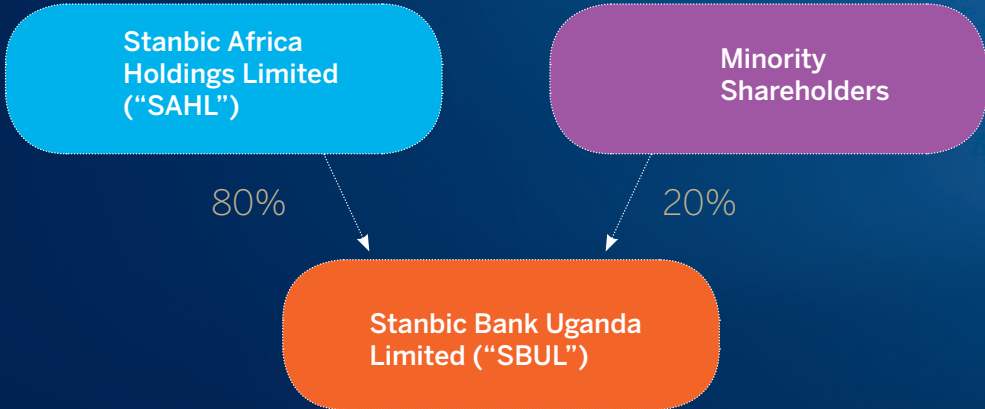 Stanbic Africa
Holdings Limited
(“SAHL”)
Minority
Shareholders
80%
20%
Stanbic Bank Uganda
Limited (“SBUL”)